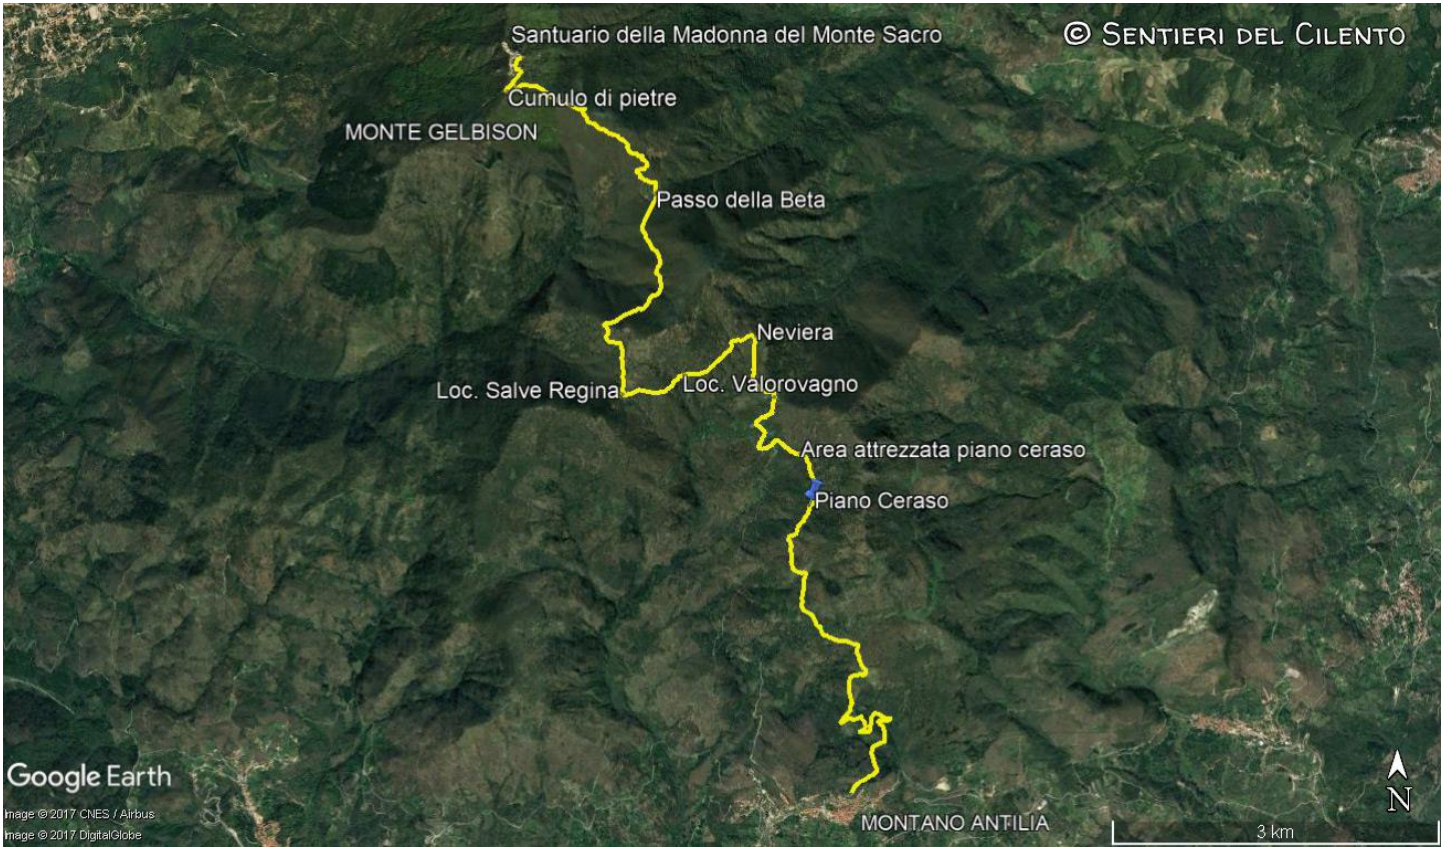 Santuario della Madonna del Monte Sacro
© SENTIERI DEL CILENTO
Cumulo di pietre
MONTE GELBISON
Passo della Beta
Neviera
Loc. Salve Regina
Loc. Valorovagno
Area attrezzata piano ceraso
Piano Ceraso
Google Earth
Image © 2017 CNES / Airbus
Image © 2017 DigitalGlobe
MONTANO ANTILIA
N
3 km